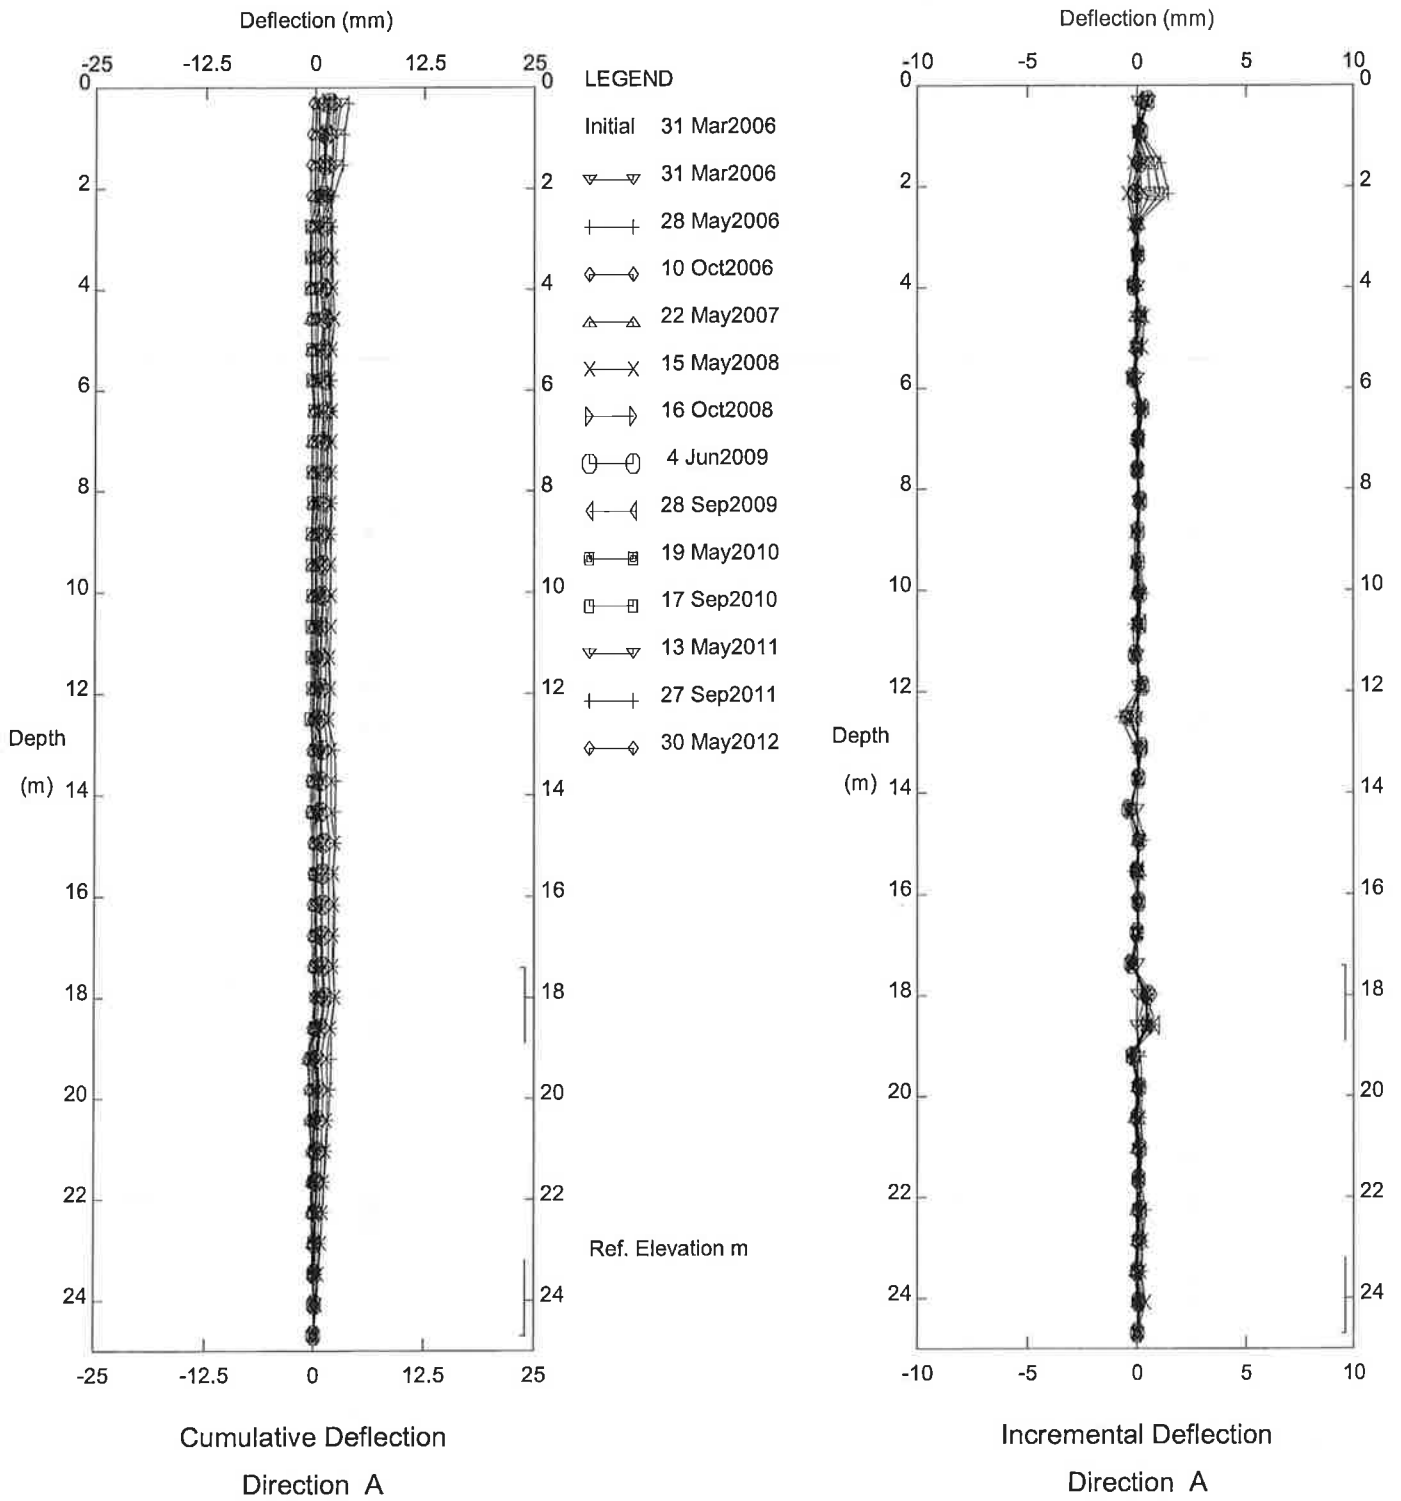 Deflection (mm)
-25 -12.5 0 12.5 25
0 0
2 2
4 4
6 6
8 8
10 10
12 12
Depth
(m) 14 14
16 16
18 18
20 20
22 22
24 24
-25 -12.5 0 12.5 25
Cumulative Deflection
Direction A
LEGEND
Initial 31 Mar2006
31 Mar2006
28 May2006
10 Oct2006
22 May2007
15 May2008
16 Oct2008
4 Jun2009
28 Sep2009
19 May2010
17 Sep2010
13 May2011
27 Sep2011
30 May2012
Ref. Elevation m
Deflection (mm)
-10 -5 0 5 10
0 0
2 2
4 4
6 6
8 8
10 10
12 12
Depth
(m) 14 14
16 16
18 18
20 20
22 22
24 24
-10 -5 0 5 10
Incremental Deflection
Direction A